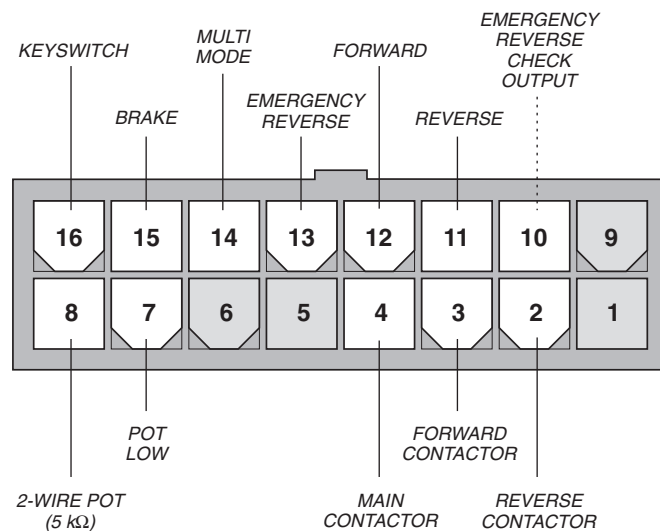 EMERGENCY
REVERSE
CHECK
OUTPUT
KEYSWITCH
MULTI
MODE
FORWARD
BRAKE
EMERGENCY
REVERSE
REVERSE
16 15 14 13 12 11 10 9
8 7 6 5 4 3 2 1
POT
LOW
FORWARD
CONTACTOR
2-WIRE POT
(5 kΩ)
MAIN
CONTACTOR
REVERSE
CONTACTOR